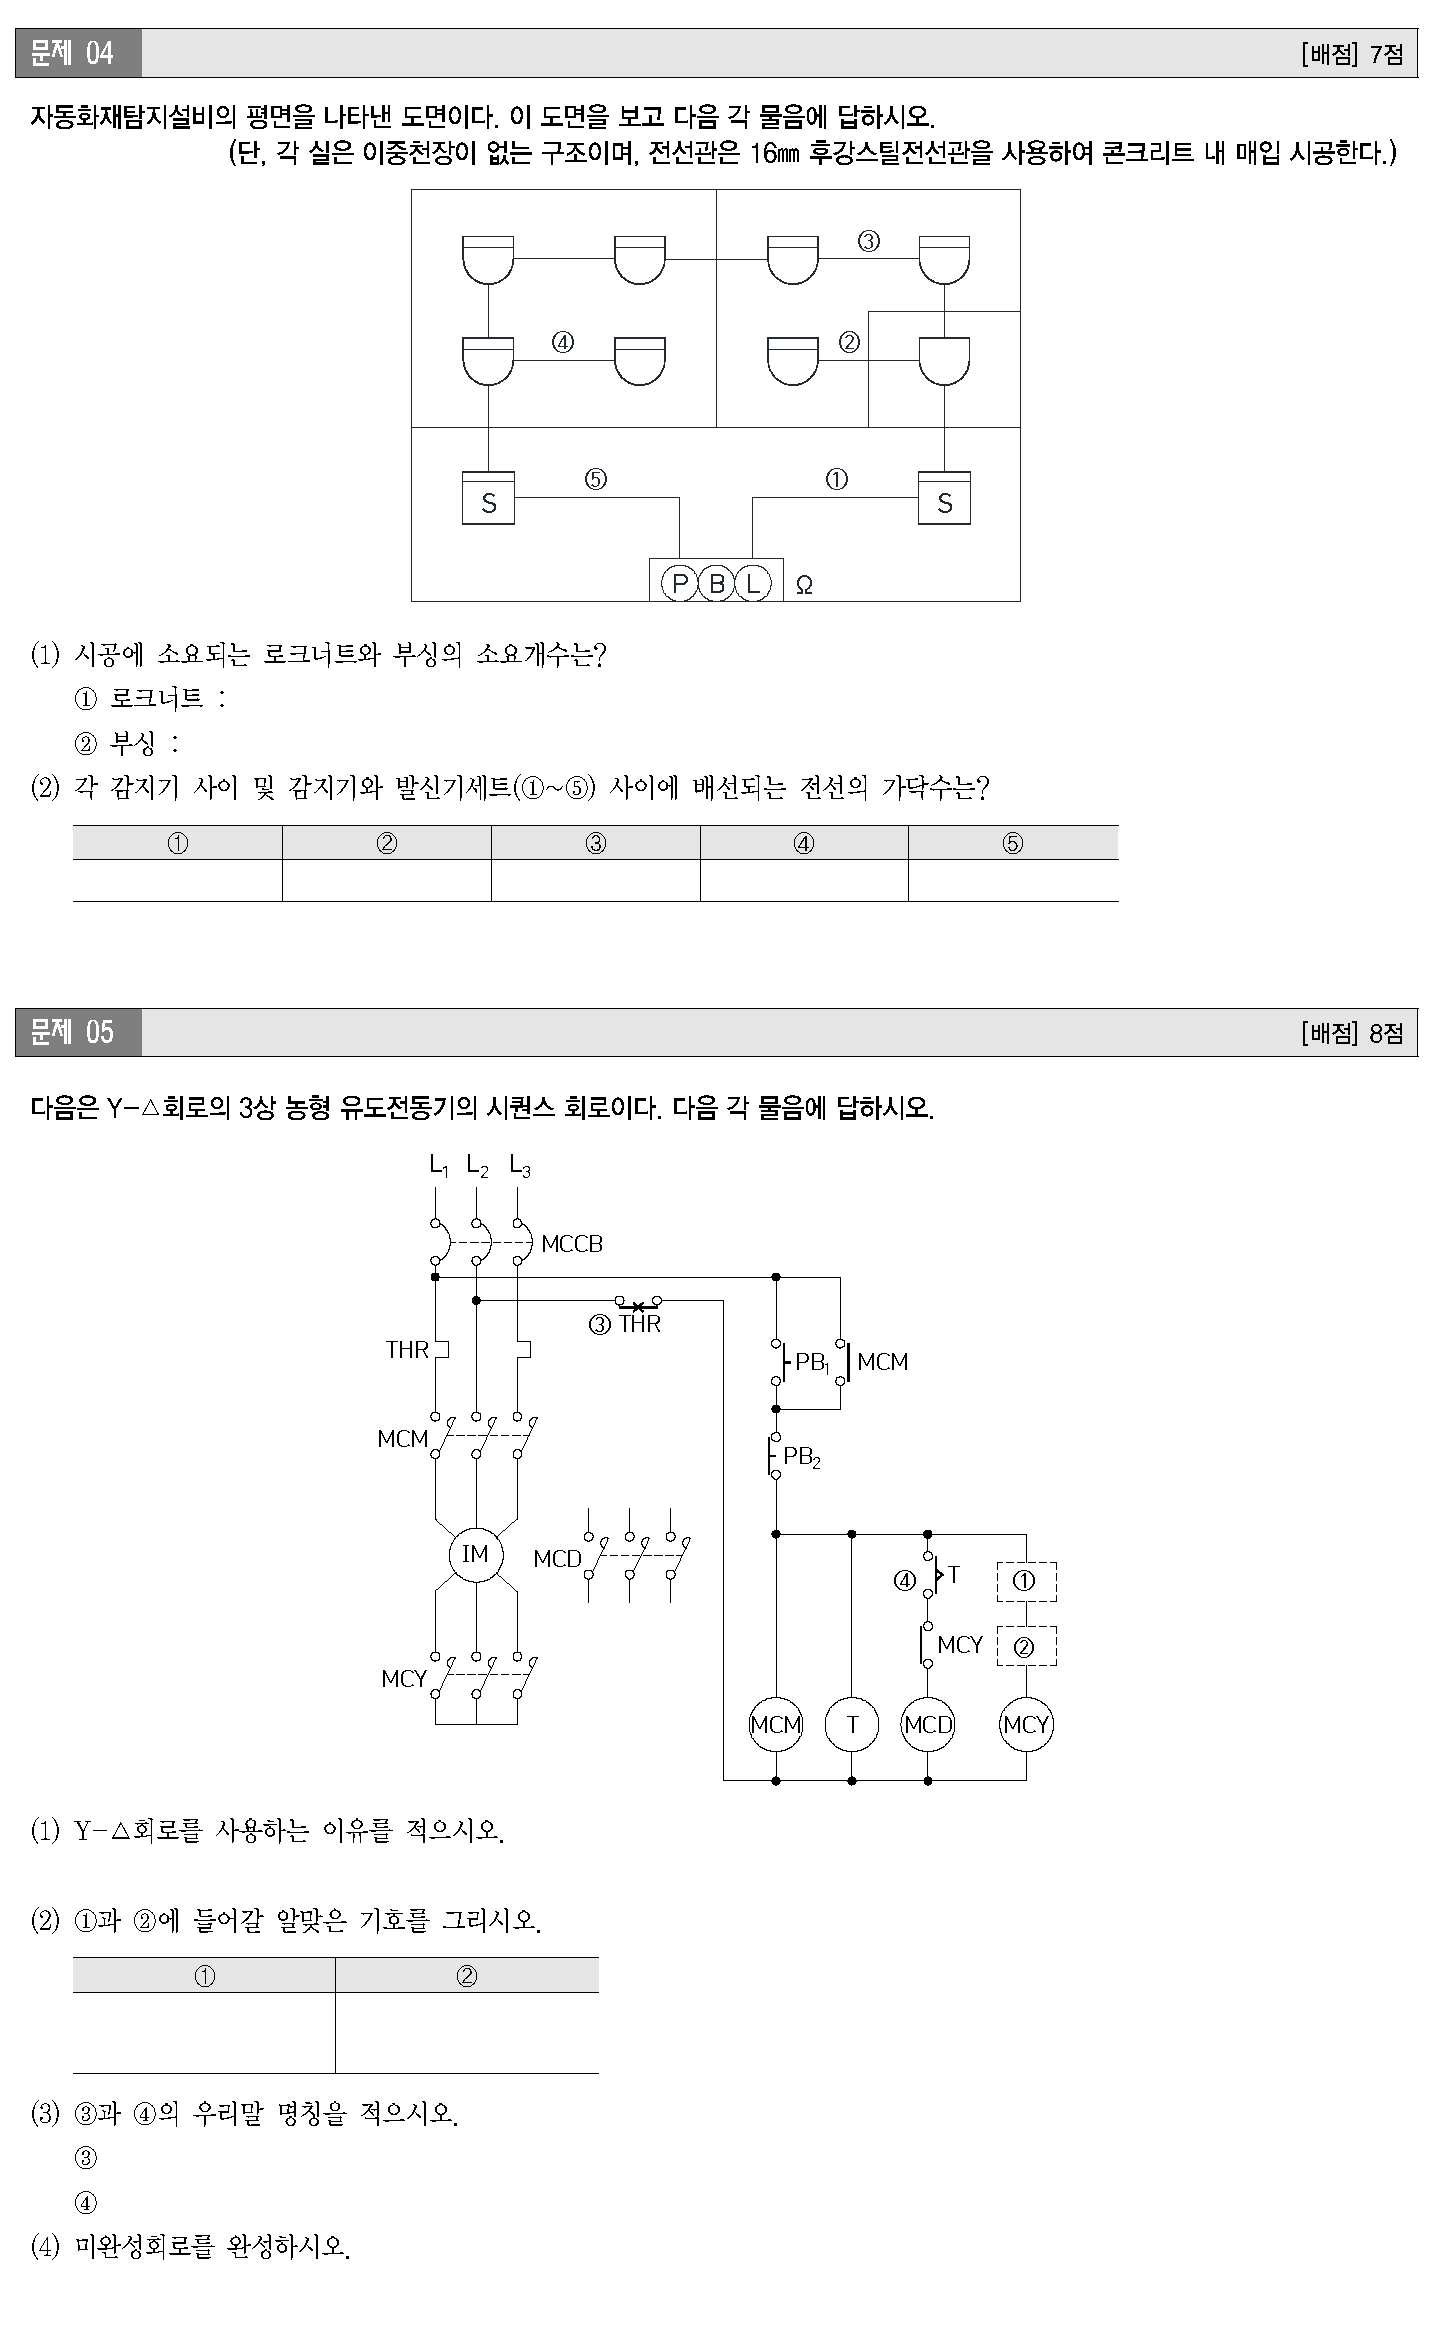 문제 04 [배점] 7점
자동화재탐지설비의 평면을 나타낸 도면이다. 이 도면을 보고 다음 각 물음에 답하시오.
(단, 각 실은 이중천장이 없는 구조이며, 전선관은 16㎜ 후강스틸전선관을 사용하여 콘크리트 내 매입 시공한다.)
③
④ ②
⑤ ①
S S
P B L Ω
(1) 시공에 소요되는 로크너트와 부싱의 소요개수는?
① 로크너트 :
② 부싱 :
(2) 각 감지기 사이 및 감지기와 발신기세트(①~⑤) 사이에 배선되는 전선의 가닥수는?
① ② ③ ④ ⑤
문제 05 [배점] 8점
다음은 Y-△회로의 3상 농형 유도전동기의 시퀀스 회로이다. 다음 각 물음에 답하시오.
L₁ L₂ L₃
MCCB
③ THR
THR
PB₁ MCM
MCM
PB₂
IM MCD
④ T ①
MCY ②
MCY
MCM T MCD MCY
(1) Y-△회로를 사용하는 이유를 적으시오.
(2) ①과 ②에 들어갈 알맞은 기호를 그리시오.
① ②
(3) ③과 ④의 우리말 명칭을 적으시오.
③
④
(4) 미완성회로를 완성하시오.